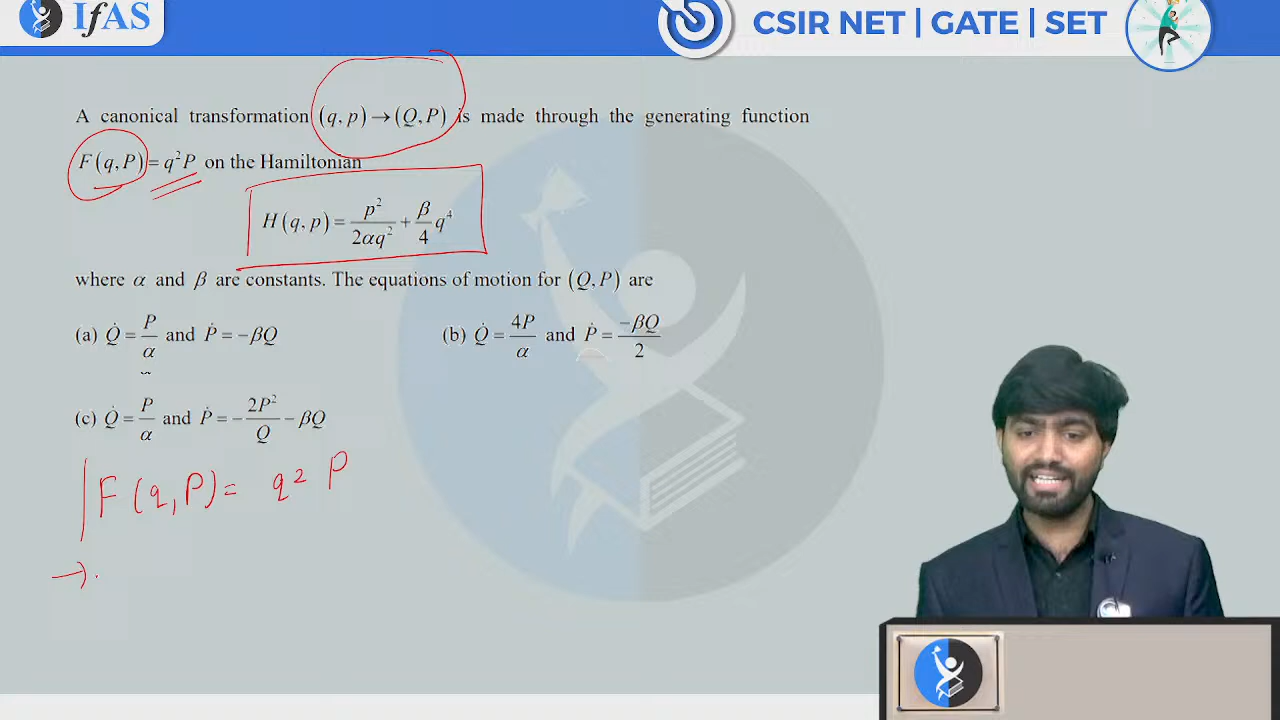 IfAS
CSIR NET | GATE | SET
A canonical transformation (q, p) → (Q, P) is made through the generating function
F(q, P) = q²P on the Hamiltonian
H(q, p) = p²/2αq² + β/4 q⁴
where α and β are constants. The equations of motion for (Q, P) are
(a) Q̇ = P/α and Ṗ = −βQ
(b) Q̇ = 4P/α and Ṗ = −βQ/2
(c) Q̇ = P/α and Ṗ = −2P²/Q − βQ
F(q, P) = q² P
→